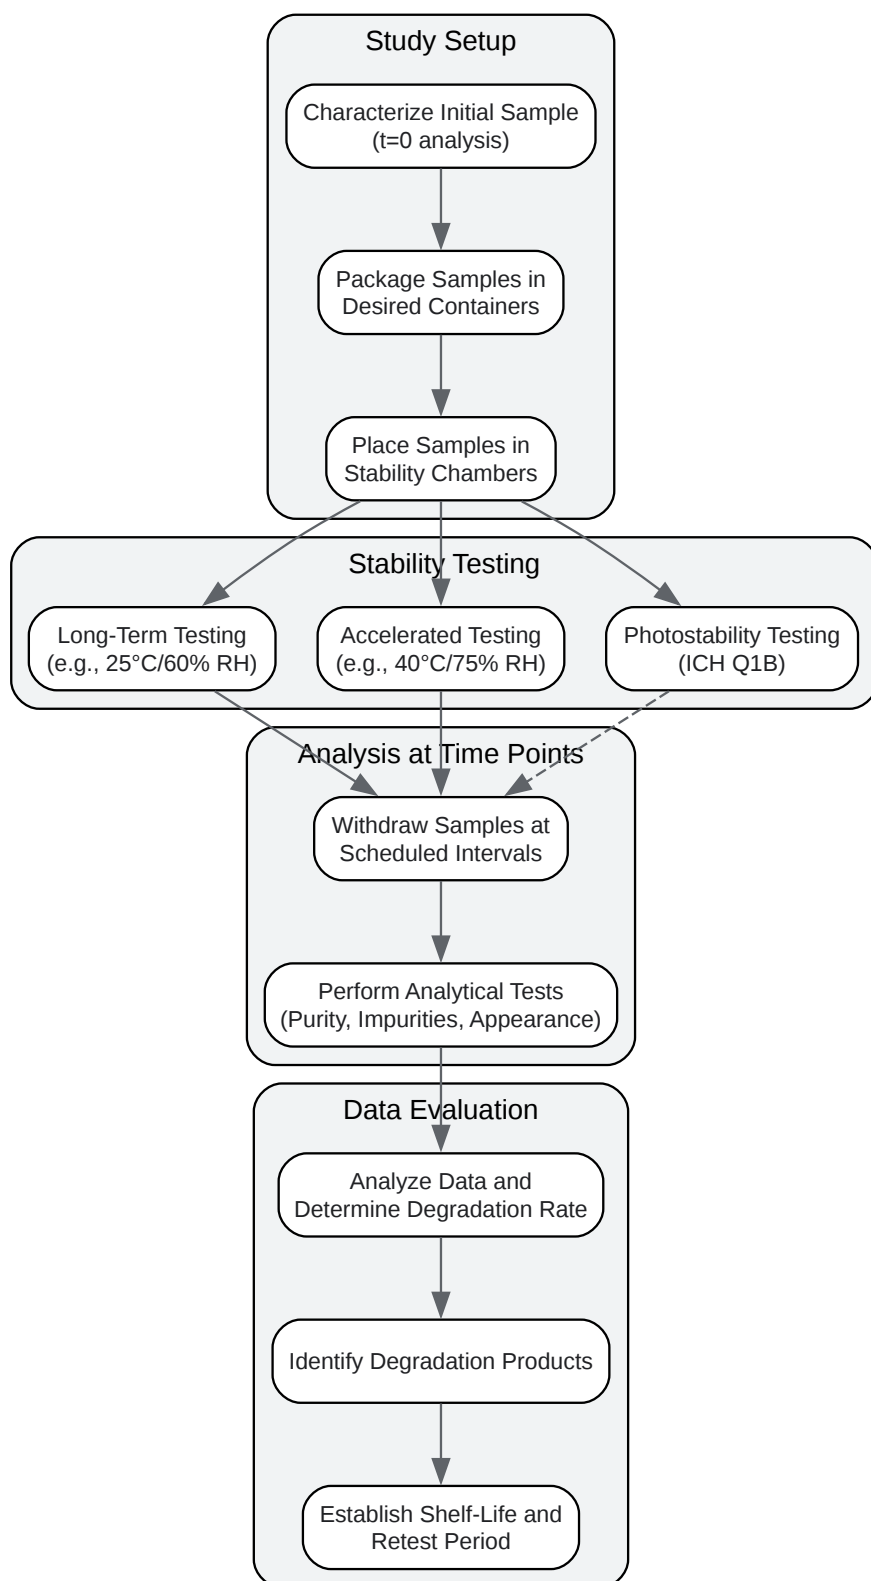 Study Setup
Characterize Initial Sample
(t=0 analysis)
Package Samples in
Desired Containers
Place Samples in
Stability Chambers
Stability Testing
Long-Term Testing
(e.g., 25°C/60% RH)
Accelerated Testing
(e.g., 40°C/75% RH)
Photostability Testing
(ICH Q1B)
Analysis at Time Points
Withdraw Samples at
Scheduled Intervals
Perform Analytical Tests
(Purity, Impurities, Appearance)
Data Evaluation
Analyze Data and
Determine Degradation Rate
Identify Degradation Products
Establish Shelf-Life and
Retest Period